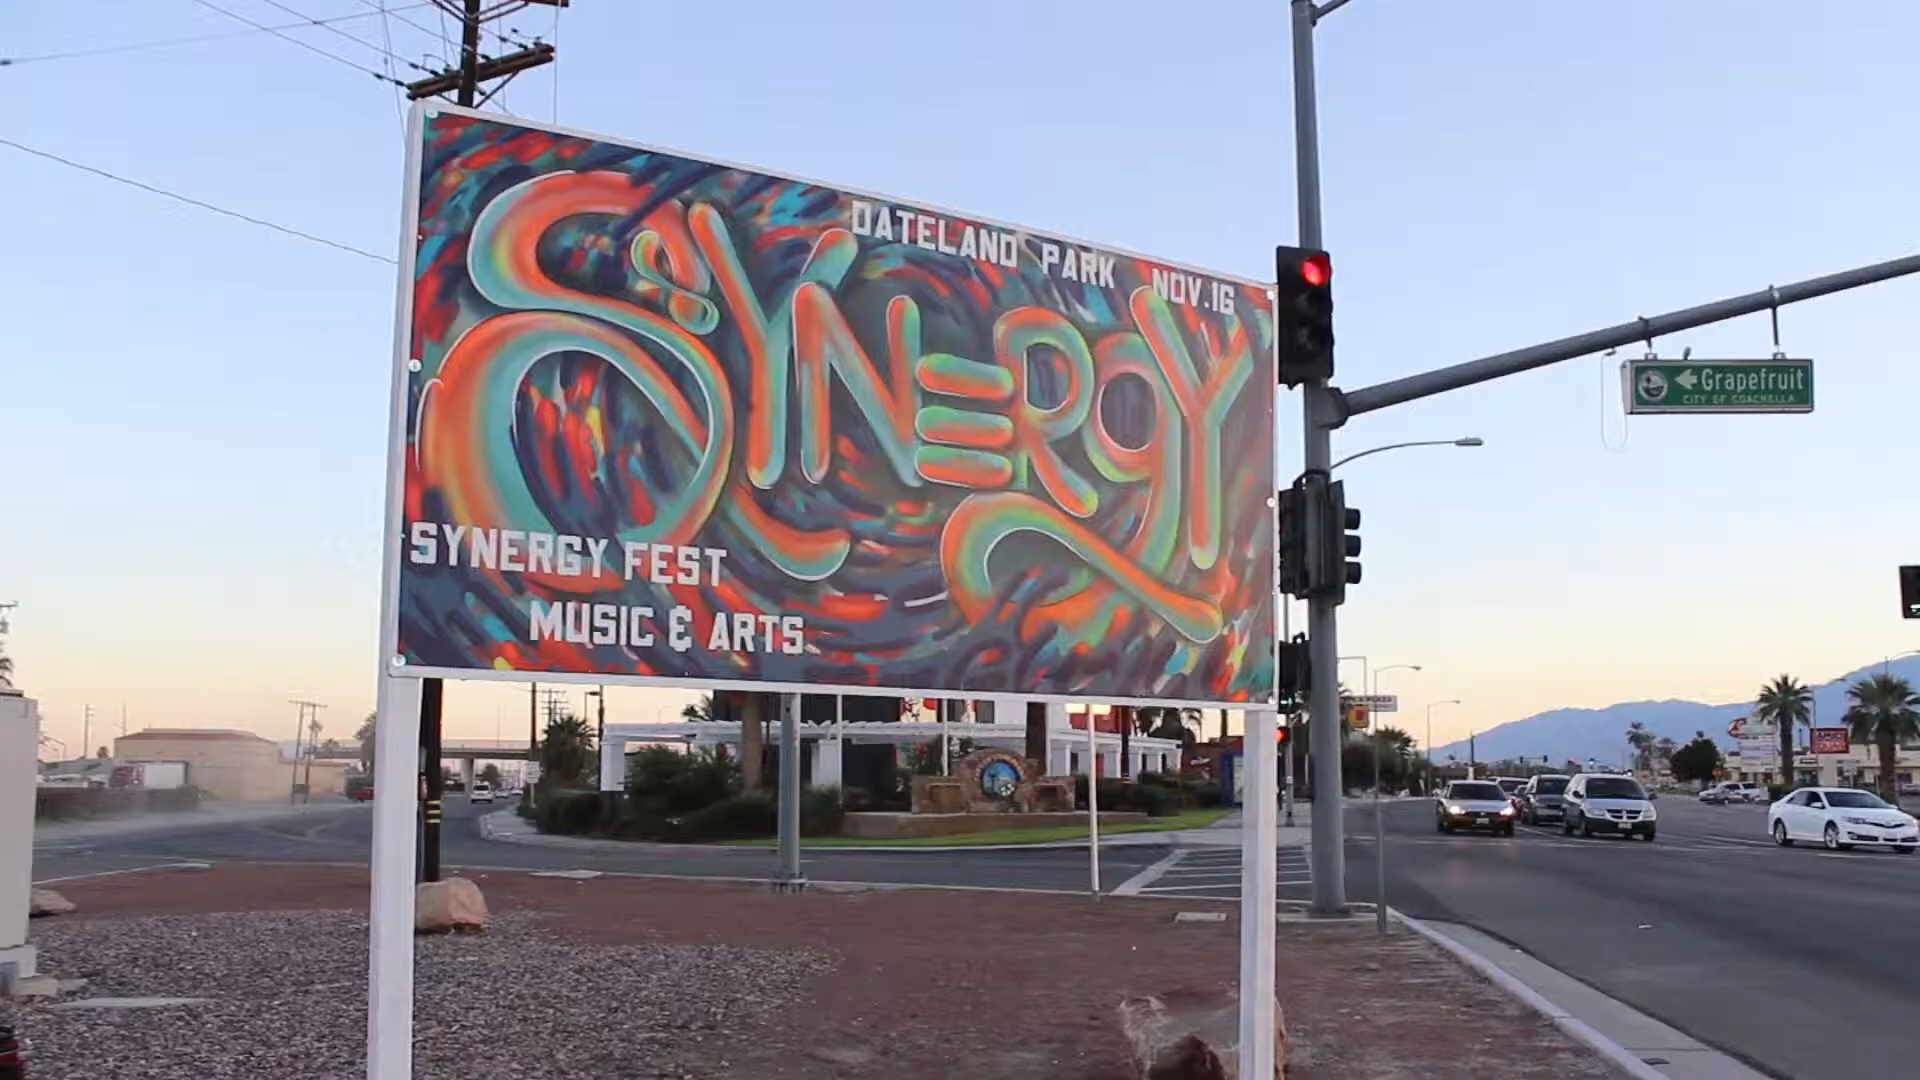 DATELAND PARK NOV.16
SYNERGY
SYNERGY FEST
MUSIC & ARTS
Grapefruit
CITY OF COACHELLA